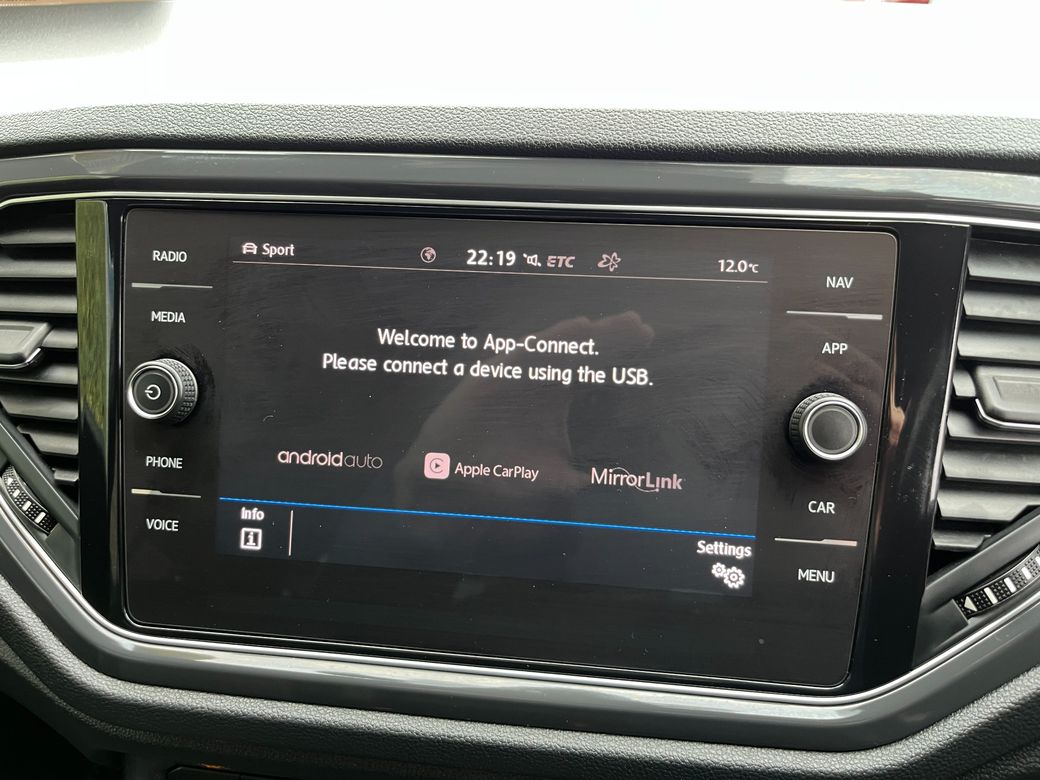 RADIO
MEDIA
PHONE
VOICE
Sport
22:19 ETC
12.0°C
Welcome to App-Connect.
Please connect a device using the USB.
androidauto
Apple CarPlay
MirrorLink
Info
i
Settings
NAV
APP
CAR
MENU